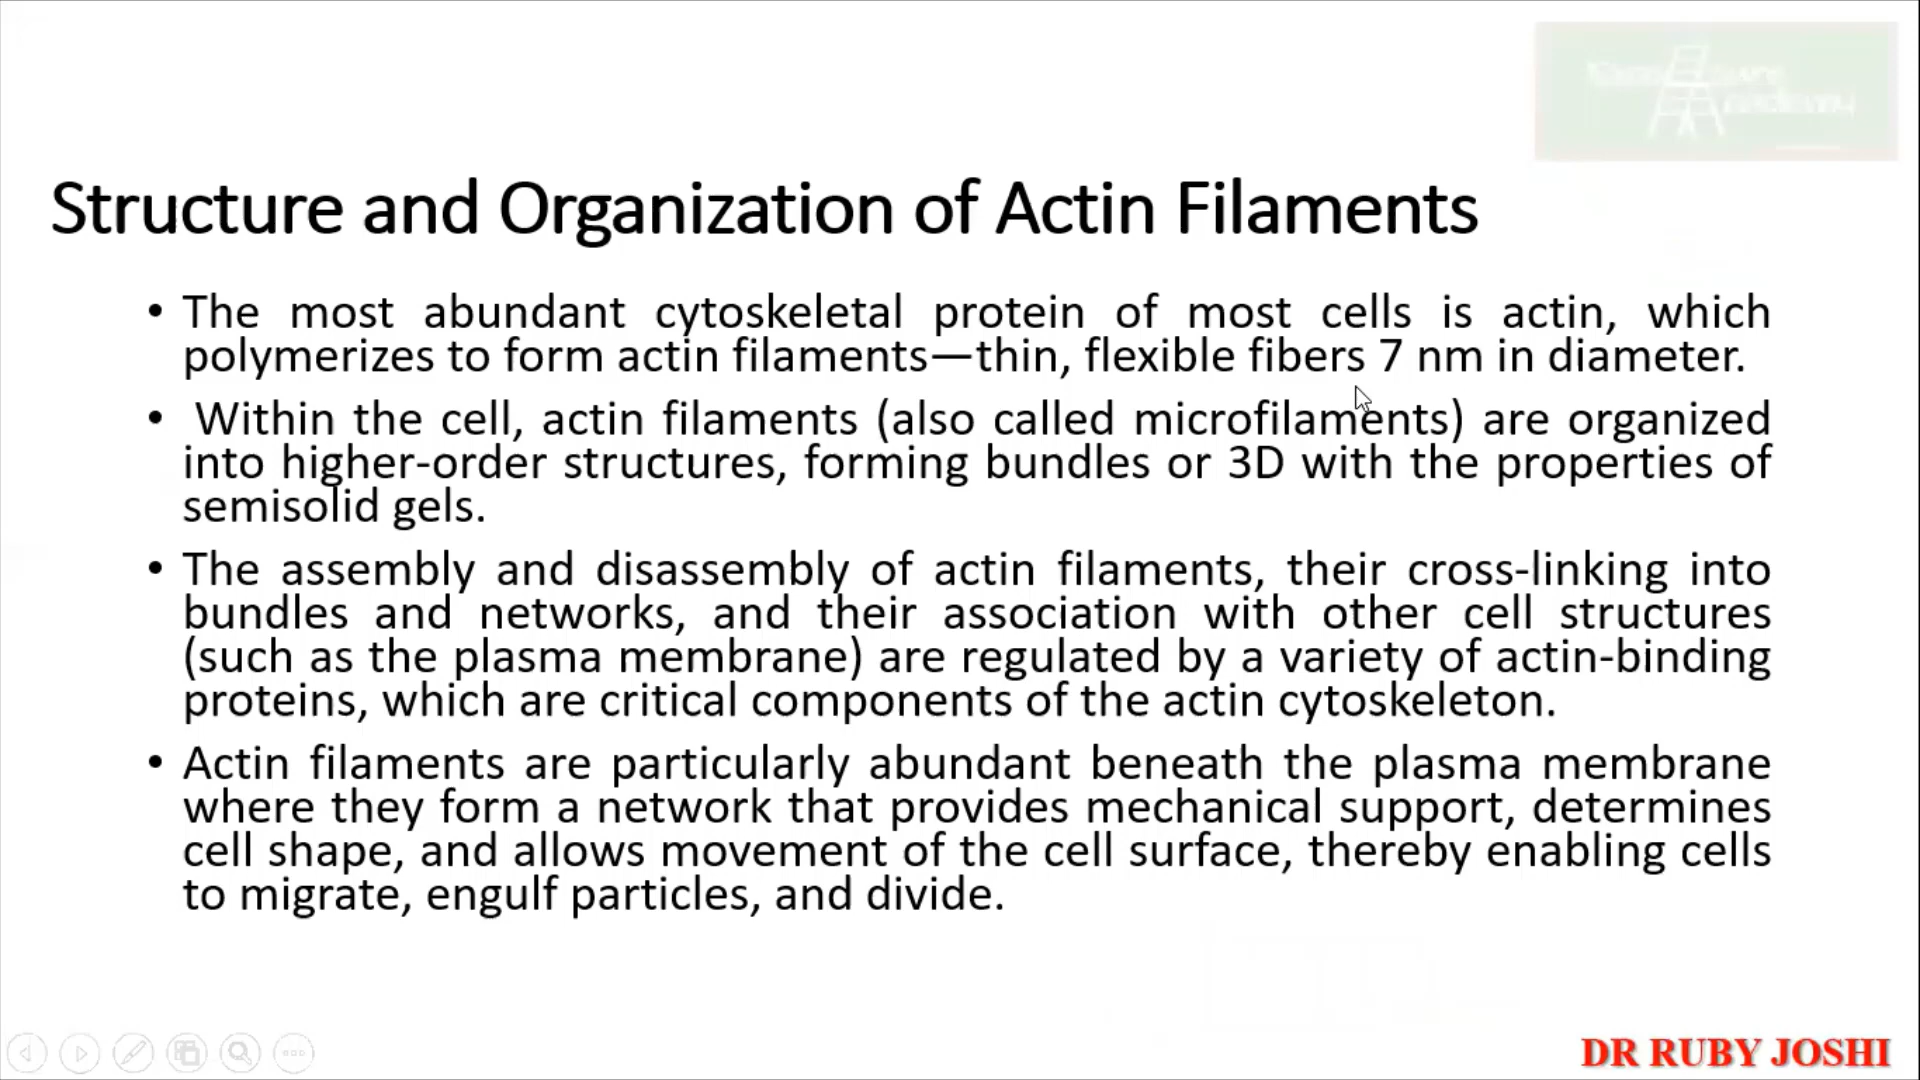 Structure and Organization of Actin Filaments
• The most abundant cytoskeletal protein of most cells is actin, which
polymerizes to form actin filaments—thin, flexible fibers 7 nm in diameter.
• Within the cell, actin filaments (also called microfilaments) are organized
into higher-order structures, forming bundles or 3D with the properties of
semisolid gels.
• The assembly and disassembly of actin filaments, their cross-linking into
bundles and networks, and their association with other cell structures
(such as the plasma membrane) are regulated by a variety of actin-binding
proteins, which are critical components of the actin cytoskeleton.
• Actin filaments are particularly abundant beneath the plasma membrane
where they form a network that provides mechanical support, determines
cell shape, and allows movement of the cell surface, thereby enabling cells
to migrate, engulf particles, and divide.
DR RUBY JOSHI